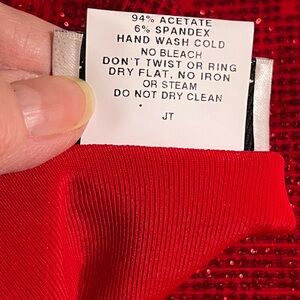 94% ACETATE
6% SPANDEX
HAND WASH COLD
NO BLEACH
DON'T TWIST OR RING
DRY FLAT, NO IRON
OR STEAM
DO NOT DRY CLEAN
JT